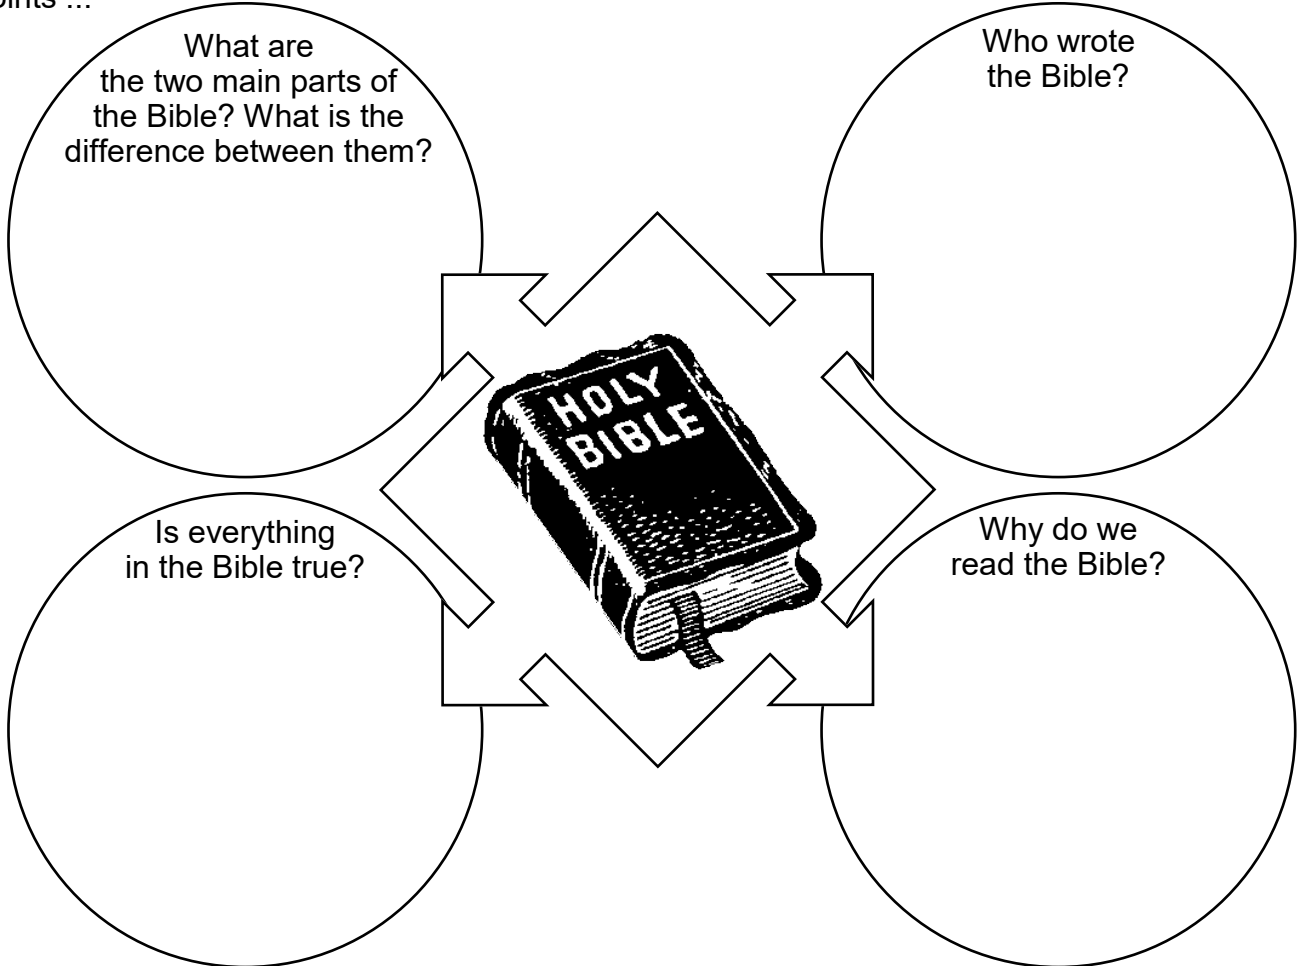 What are
the two main parts of
the Bible? What is the
difference between them?
Who wrote
the Bible?
HOLY
BIBLE
Is everything
in the Bible true?
Why do we
read the Bible?